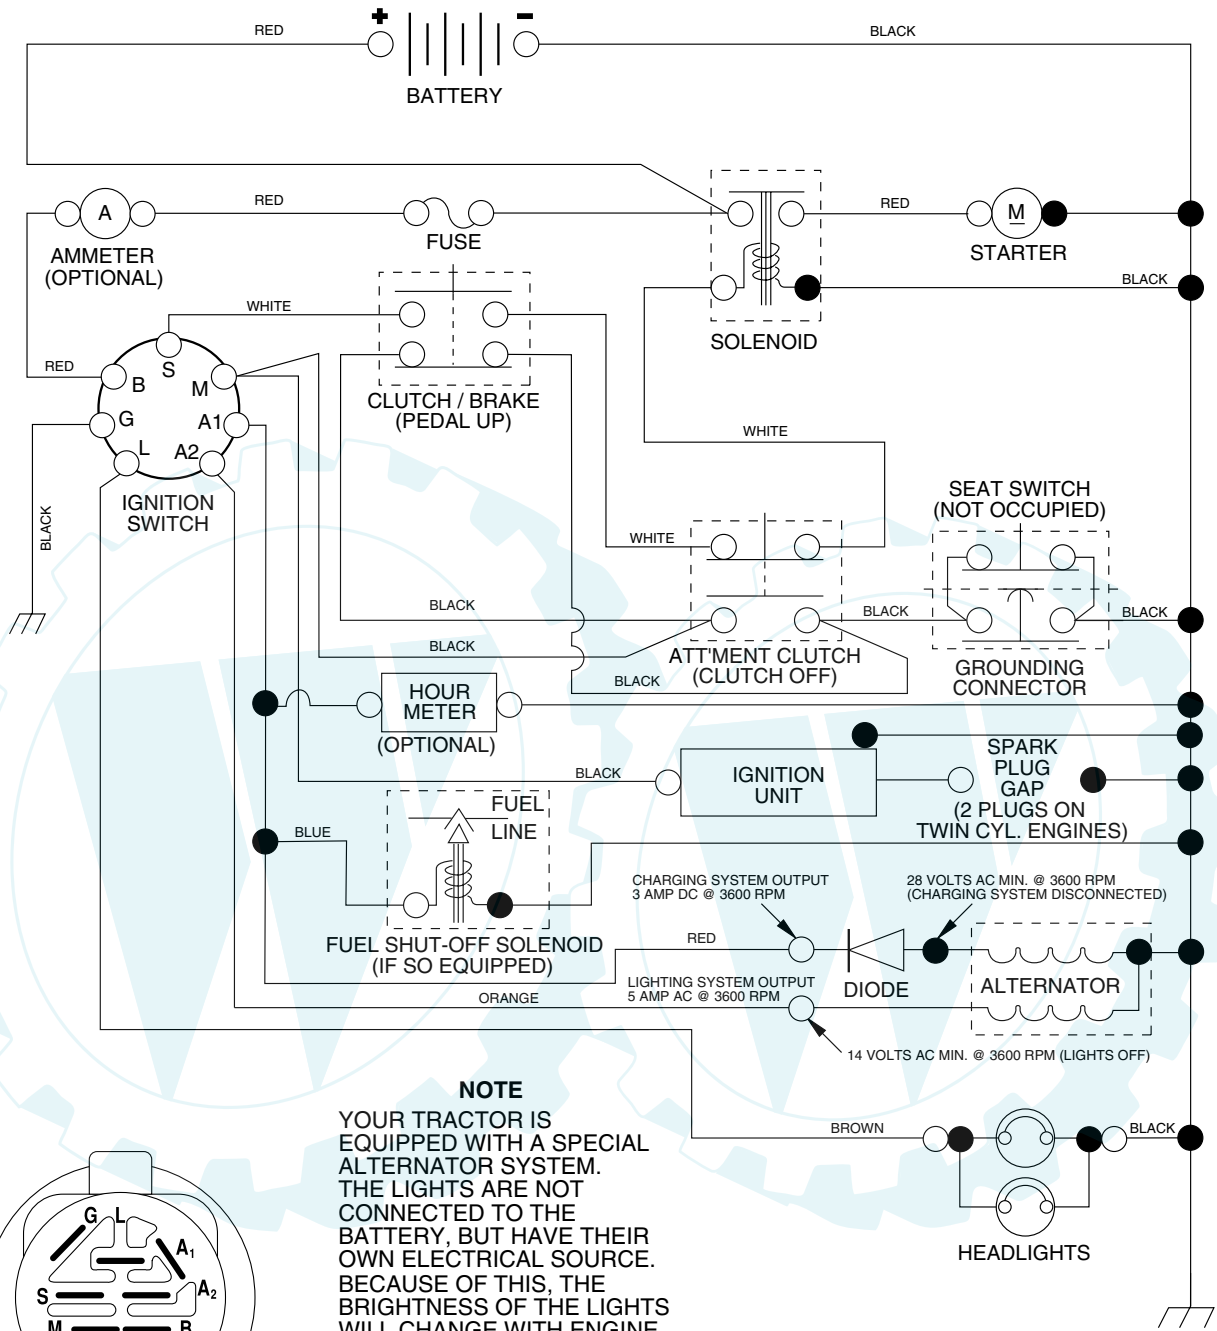 + -
RED
BLACK
BATTERY
RED
RED
A
M
FUSE
STARTER
AMMETER
(OPTIONAL)
BLACK
WHITE
SOLENOID
RED
S
B
M
CLUTCH / BRAKE
(PEDAL UP)
G
A1
L
A2
WHITE
IGNITION
SWITCH
SEAT SWITCH
(NOT OCCUPIED)
BLACK
WHITE
BLACK
BLACK
BLACK
BLACK
ATT'MENT CLUTCH
(CLUTCH OFF)
GROUNDING
CONNECTOR
BLACK
HOUR
METER
(OPTIONAL)
SPARK
PLUG
GAP
(2 PLUGS ON
TWIN CYL. ENGINES)
BLACK
IGNITION
UNIT
FUEL
LINE
BLUE
CHARGING SYSTEM OUTPUT
3 AMP DC @ 3600 RPM
28 VOLTS AC MIN. @ 3600 RPM
(CHARGING SYSTEM DISCONNECTED)
FUEL SHUT-OFF SOLENOID
(IF SO EQUIPPED)
RED
LIGHTING SYSTEM OUTPUT
5 AMP AC @ 3600 RPM
DIODE
ALTERNATOR
ORANGE
14 VOLTS AC MIN. @ 3600 RPM (LIGHTS OFF)
NOTE
YOUR TRACTOR IS
EQUIPPED WITH A SPECIAL
ALTERNATOR SYSTEM.
THE LIGHTS ARE NOT
CONNECTED TO THE
BATTERY, BUT HAVE THEIR
OWN ELECTRICAL SOURCE.
BECAUSE OF THIS, THE
BRIGHTNESS OF THE LIGHTS
WILL CHANGE WITH ENGINE
BROWN
BLACK
HEADLIGHTS
G
L
A1
A2
S
M
B